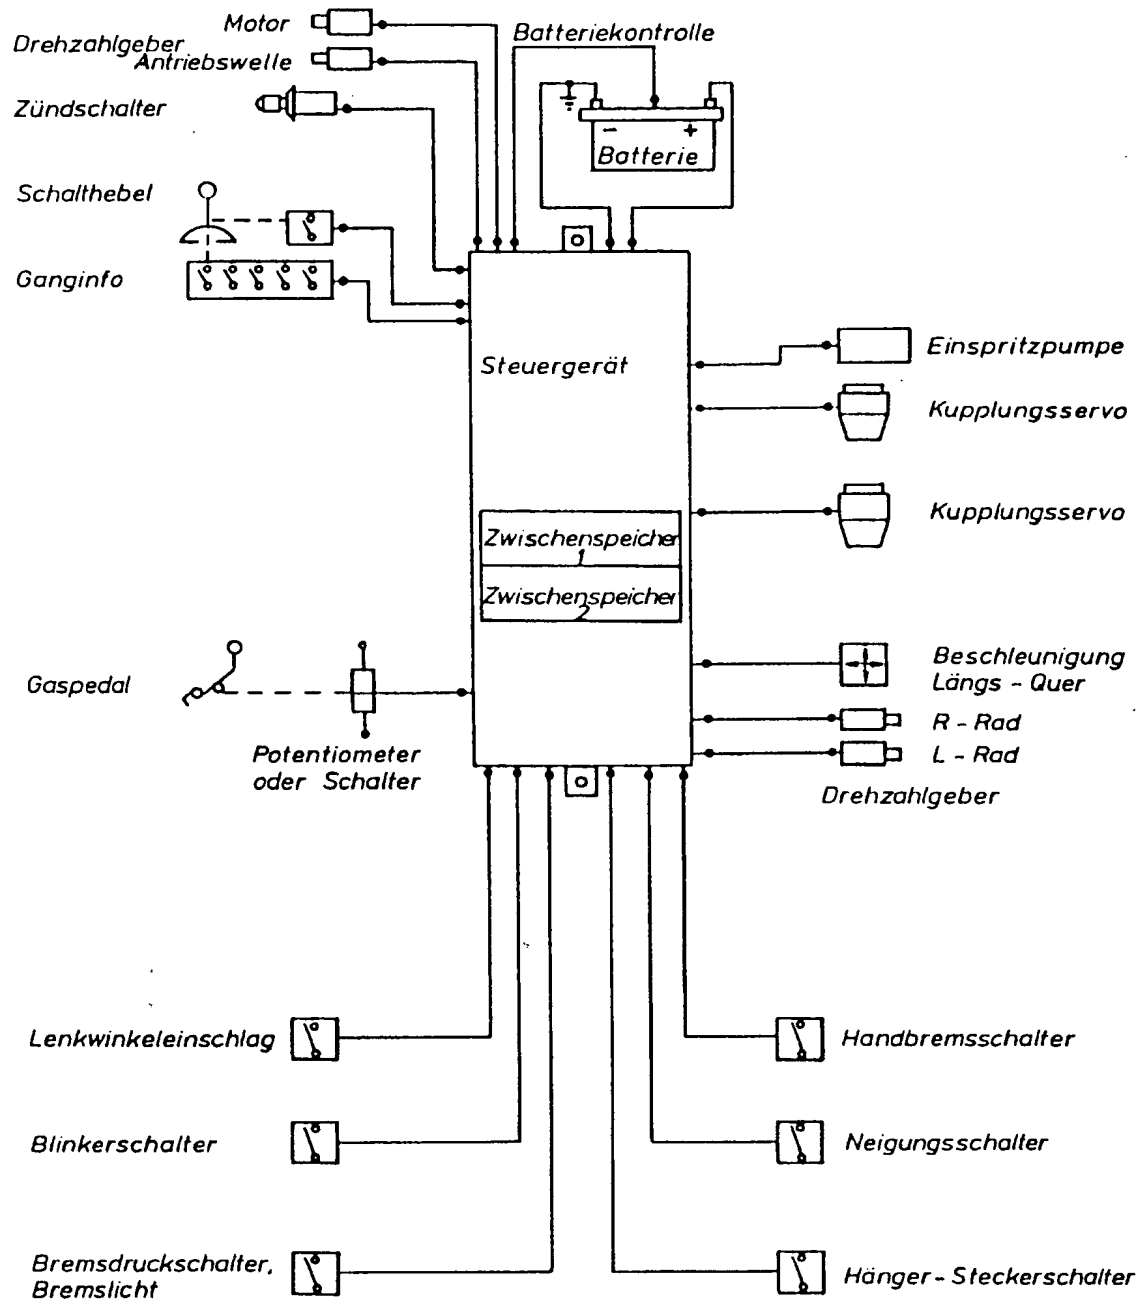 Motor
Batteriekontrolle
Drehzahlgeber
Antriebswelle
Zündschalter
- +
Batterie
Schalthebel
Ganginfo
Steuergerät
Einspritzpumpe
Kupplungsservo
Kupplungsservo
Zwischenspeicher
1
Zwischenspeicher
2
Gaspedal
Beschleunigung
Längs - Quer
R - Rad
L - Rad
Potentiometer
oder Schalter
Drehzahlgeber
Lenkwinkeleinschlag
Handbremsschalter
Blinkerschalter
Neigungsschalter
Bremsdruckschalter,
Bremslicht
Hänger - Steckerschalter